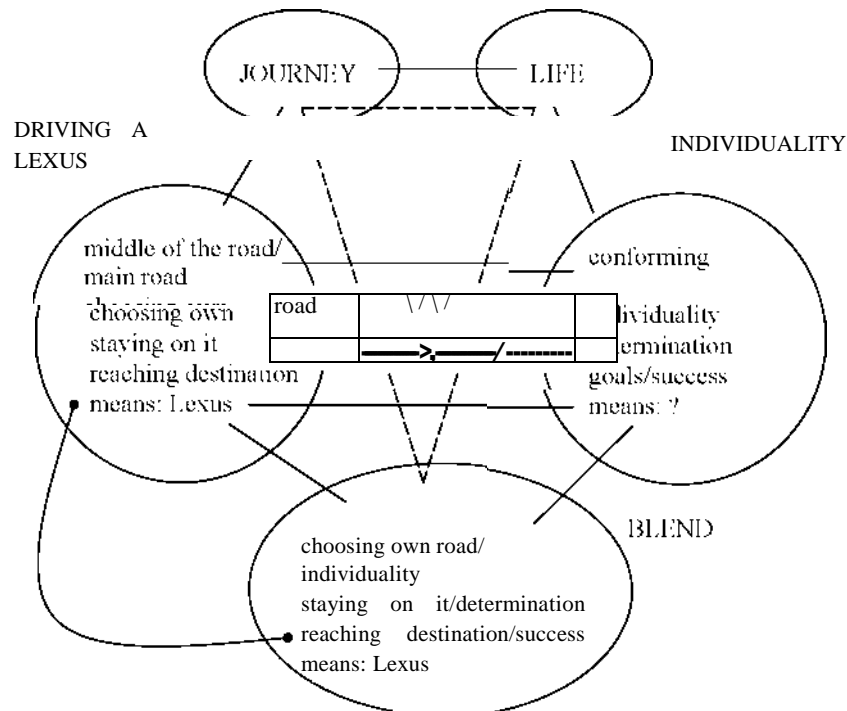 JOURNEY
LIFE
DRIVING A
LEXUS
INDIVIDUALITY
middle of the road/
main road
choosing own
road
staying on it
reaching destination
means: Lexus
conforming
goals/success
means: ?
BLEND
choosing own road/
individuality
staying on it/determination
reaching destination/success
means: Lexus